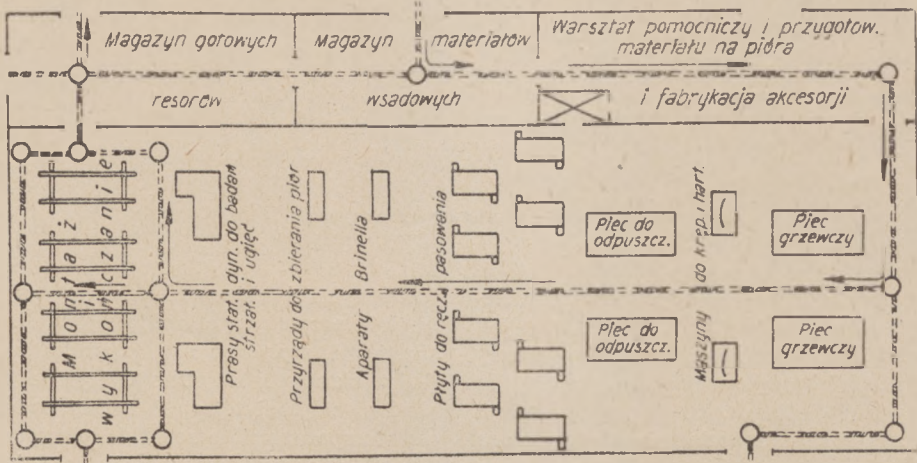 Magazyn gotowych
resorów
Magazyn materiałów
wsadowych
Warsztat pomocniczy i przygotow.
materiału na pióra
i fabrykacja akcesorji
Montaż i
wykończanie
Prasy stat. dyn. do badań
strzał. i ugięć
Przyrządy do zbierania piór
Aparaty Brinella
Płyty do ręczn. pasowania
Piec do
odpuszcz.
Piec do
odpuszcz.
Maszyny do kręp. i hart.
Piec
grzewczy
Piec
grzewczy